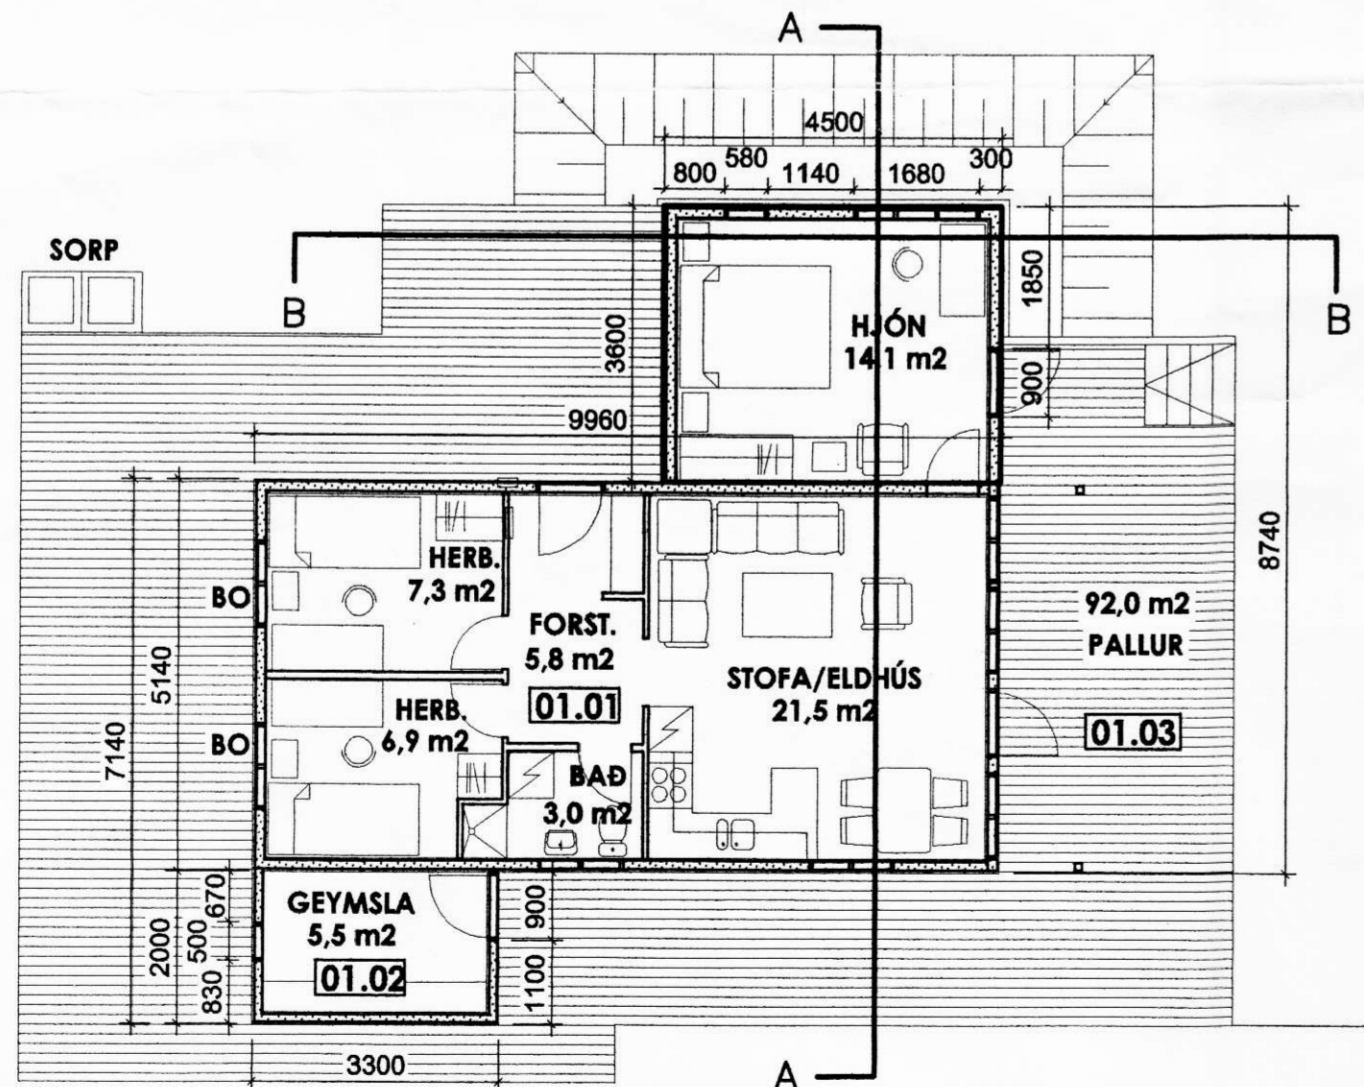 A
4500
580
300
800
1140
1680
SORP
B
B
1850
3600
HJÓN
14,1 m2
900
9960
8740
HERB.
7,3 m2
BO
FORST.
5,8 m2
01.01
92,0 m2
PALLUR
01.03
5140
7140
STOFA/ELDHÚS
21,5 m2
HERB.
6,9 m2
BO
BAÐ
3,0 m2
670
500
830
2000
GEYMSLA
5,5 m2
01.02
900
1100
3300
A